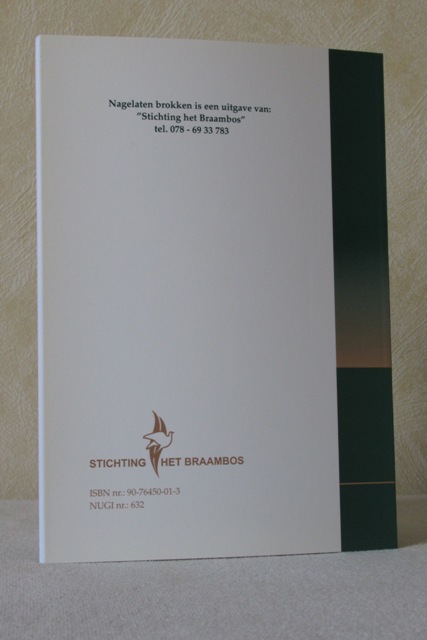 Nagelaten brokken is een uitgave van:
"Stichting het Braambos"
tel. 078 - 69 33 783
STICHTING HET BRAAMBOS
ISBN nr.: 90-76450-01-3
NUGI nr.: 632